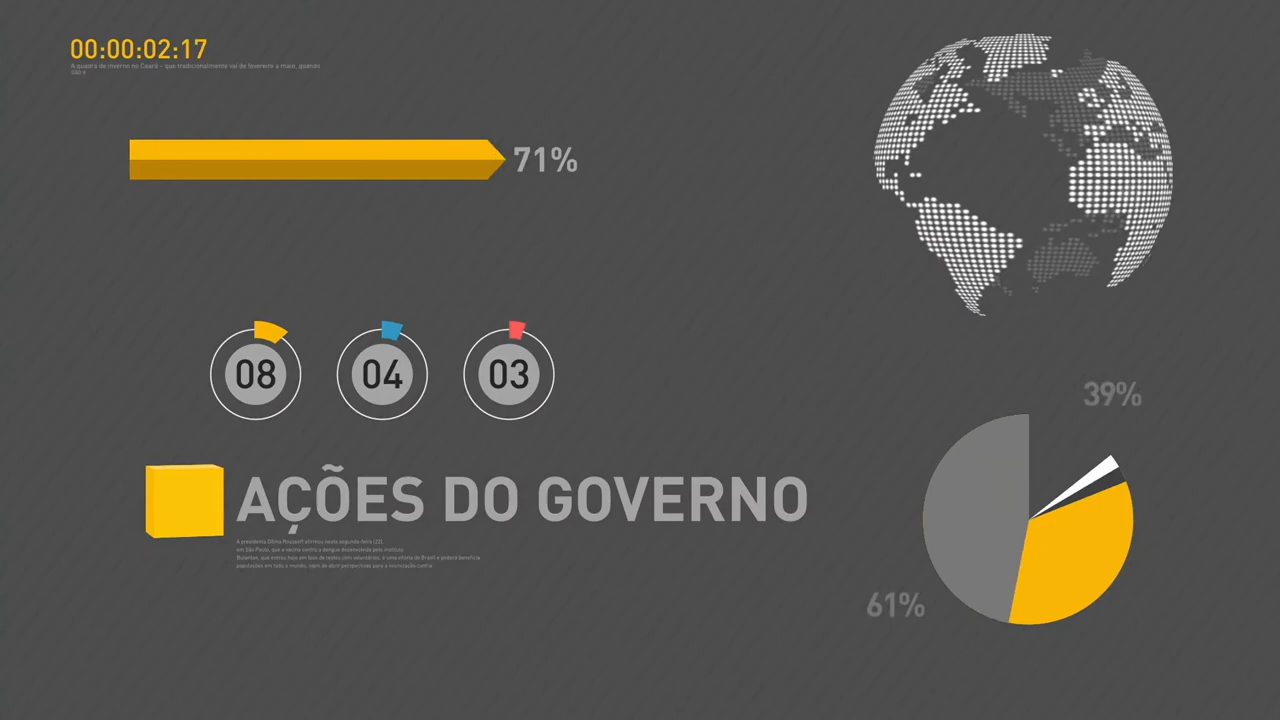 00:00:02:17
A quadra de inverno no Ceará – que tradicionalmente vai de fevereiro a maio, quando
são é
71%
08
04
03
39%
AÇÕES DO GOVERNO
A presidenta Dilma Rousseff afirmou nesta segunda-feira (22),
em São Paulo, que a vacina contra a dengue desenvolvida pelo Instituto
Butantan, que entrou hoje em fase de testes com voluntários, é uma vitória do Brasil e poderá beneficiar
populações em todo o mundo, além de abrir perspectivas para a imunização contra
61%